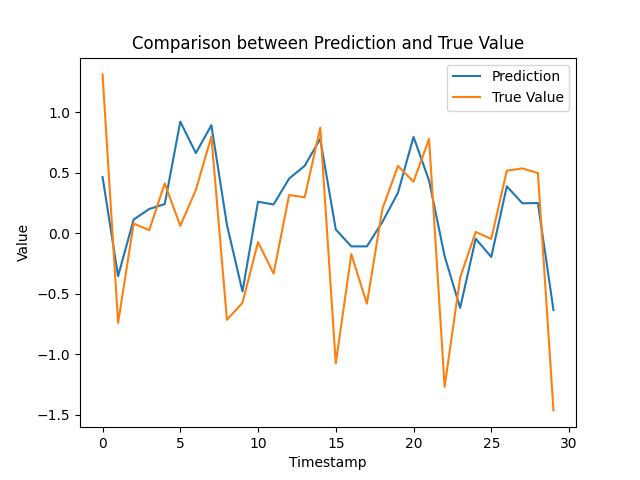 Comparison between Prediction and True Value
Prediction
True Value
1.0
0.5
0.0
−0.5
−1.0
−1.5
Value
0
5
10
15
20
25
30
Timestamp